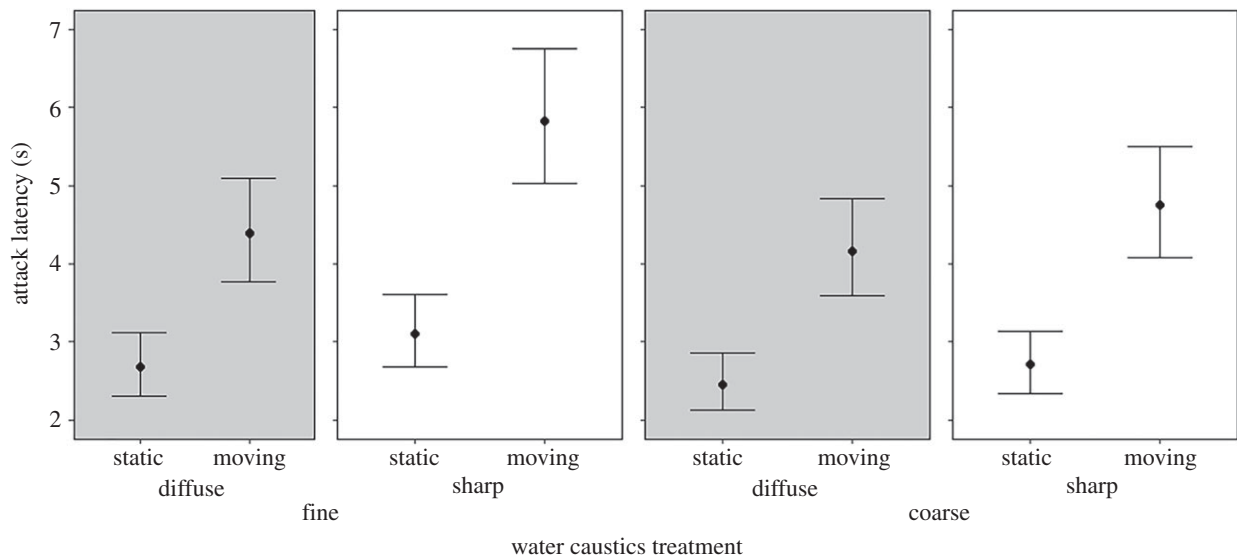 7
6
5
4
3
2
attack latency (s)
static moving static moving static moving static moving
diffuse sharp diffuse sharp
fine coarse
water caustics treatment